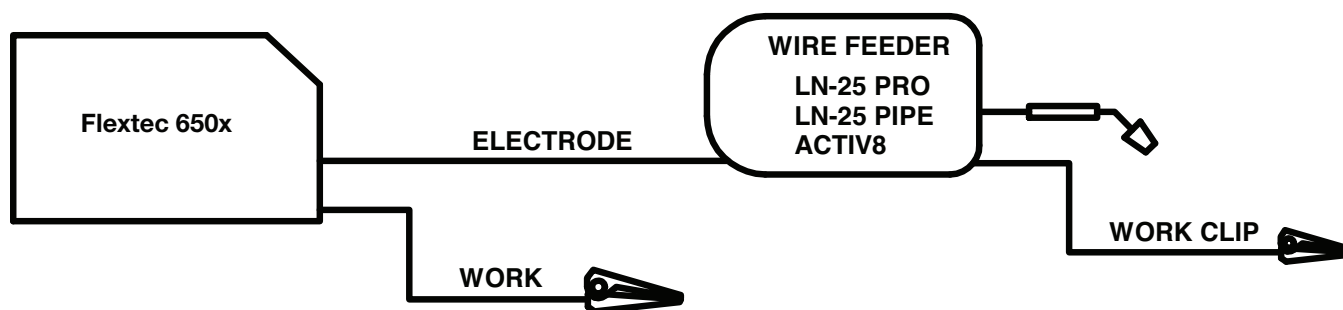 WIRE FEEDER
LN-25 PRO
LN-25 PIPE
ACTIV8
Flextec 650x
ELECTRODE
WORK CLIP
WORK